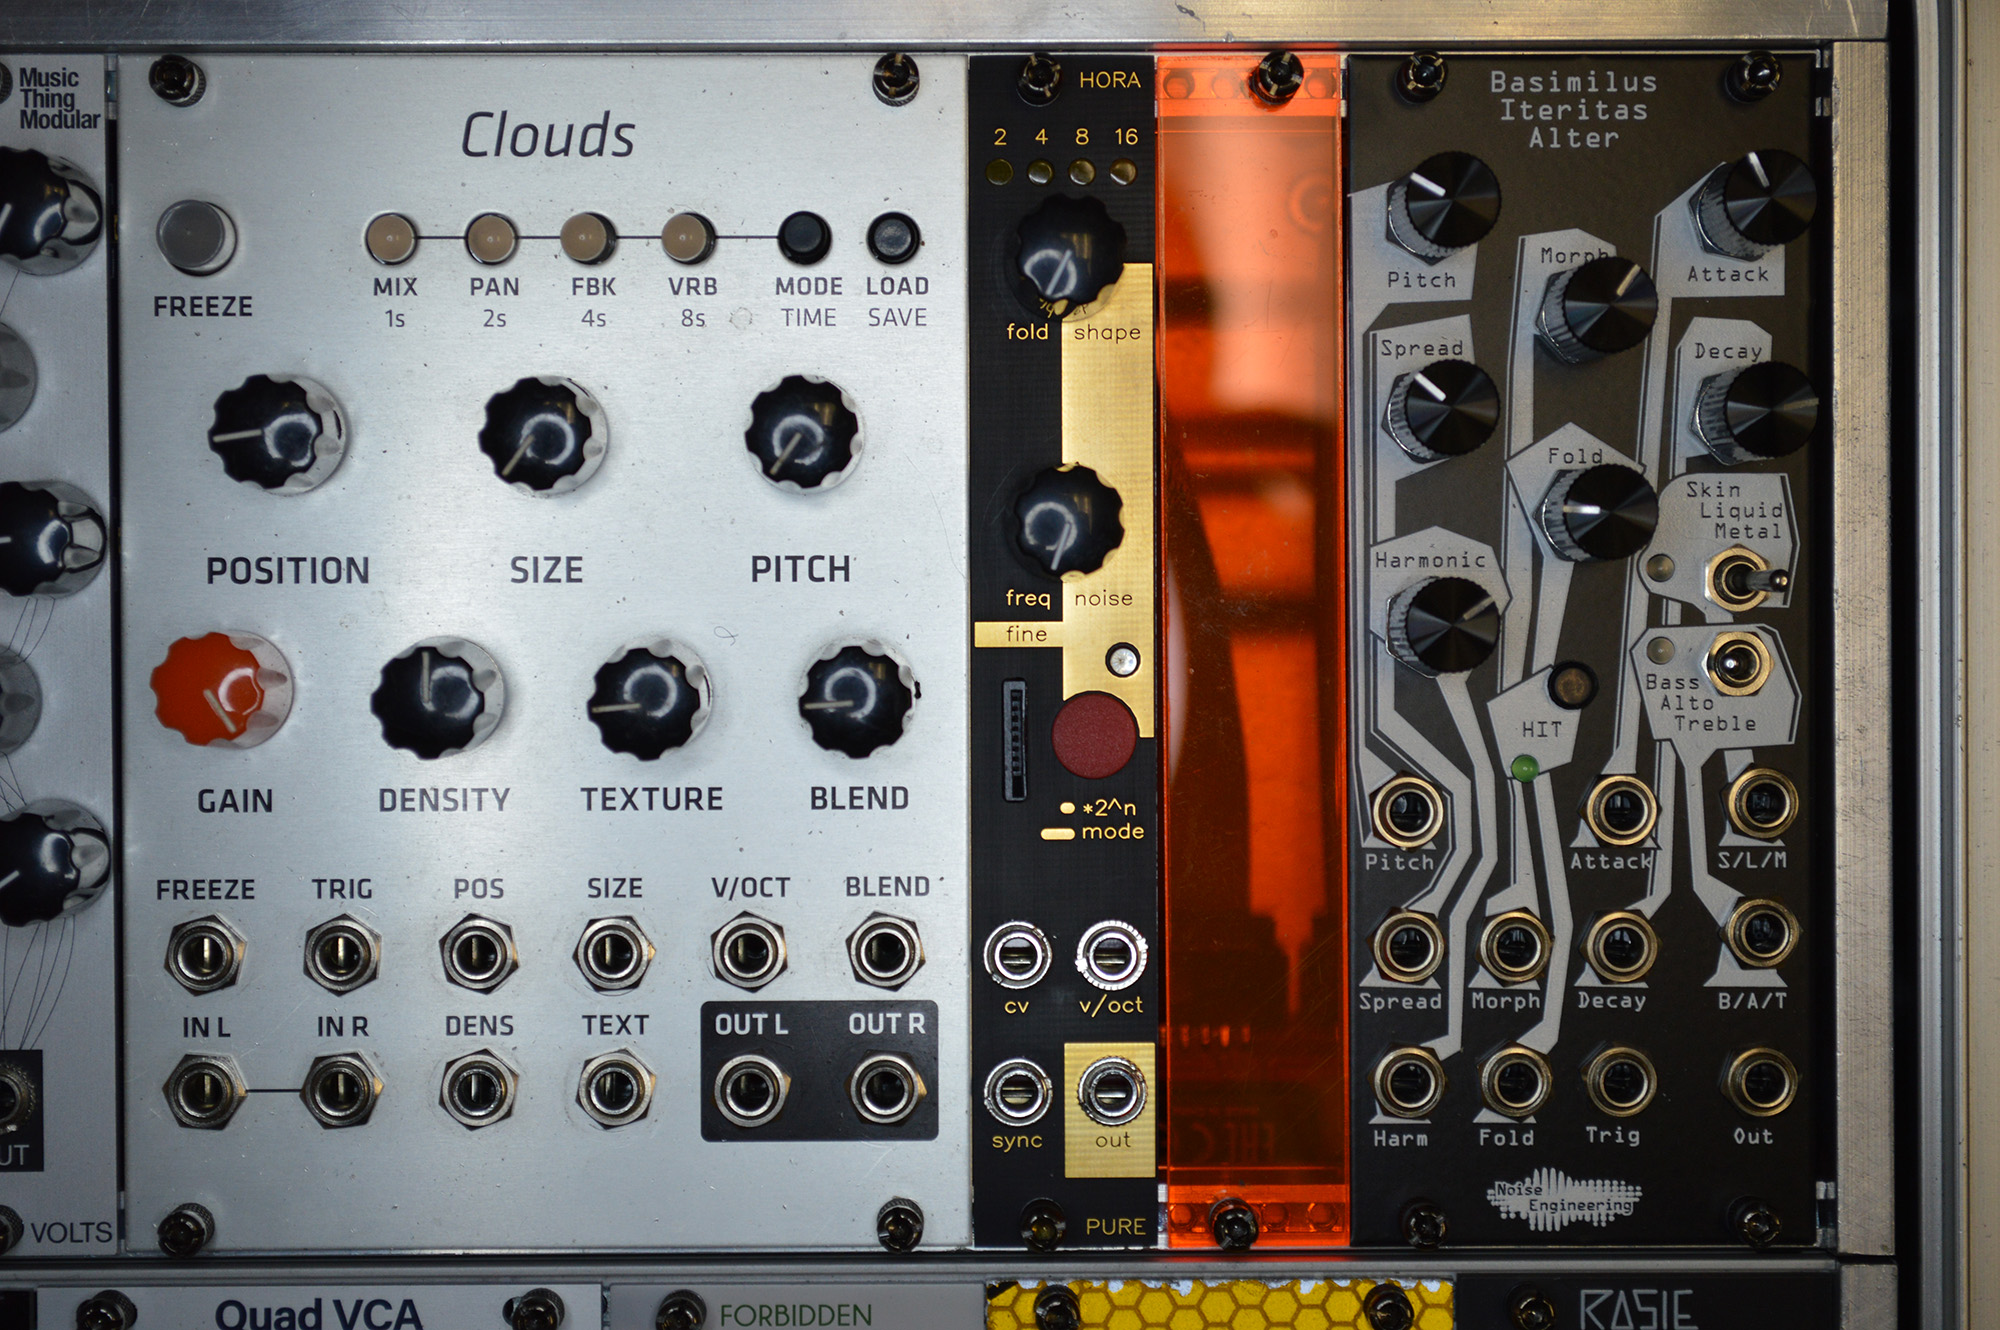 Music
Thing
Modular
UT
VOLTS
Clouds
FREEZE
MIX PAN FBK VRB MODE LOAD
1s 2s 4s 8s TIME SAVE
POSITION SIZE PITCH
GAIN DENSITY TEXTURE BLEND
FREEZE TRIG POS SIZE V/OCT BLEND
IN L IN R DENS TEXT OUT L OUT R
HORA
2 4 8 16
fold shape
freq noise
fine
*2^n
mode
cv v/oct
sync out
PURE
Basimilus
Iteritas
Alter
Pitch Morph Attack
Spread Decay
Fold
Skin
Liquid
Metal
Harmonic
Bass
Alto
Treble
HIT
Pitch Attack S/L/M
Spread Morph Decay B/A/T
Harm Fold Trig Out
Noise
Engineering
Quad VCA
FORBIDDEN